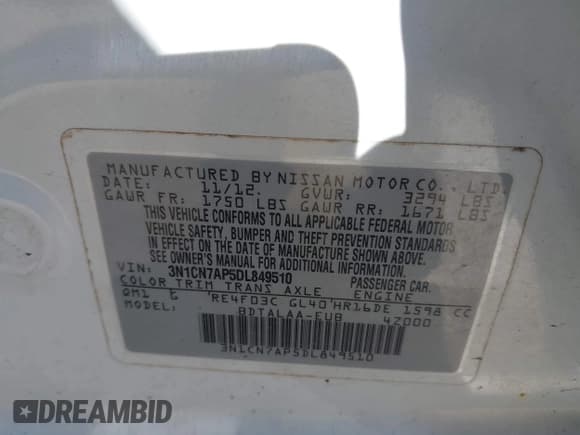 MANUFACTURED BY NISSAN MOTOR CO., LTD.
DATE: 11/12. GVWR: 3294 LBS
GAWR FR: 1750 LBS GAWR RR: 1671 LBS
THIS VEHICLE CONFORMS TO ALL APPLICABLE FEDERAL MOTOR
VEHICLE SAFETY, BUMPER AND THEFT PREVENTION STANDARDS
IN EFFECT ON THE DATE OF MANUFACTURE SHOWN ABOVE.
SEE OWNER'S MANUAL FOR ADDITIONAL INFORMATION.
VIN: 3N1CN7AP5DL849510 PASSENGER CAR.
COLOR TRIM TRANS AXLE ENGINE
QM1 G RE4F03C GL40 HR16DE 1598 CC
MODEL: BDTALAA-EUB 42000
3N1CN7AP5DL849510
DREAMBID